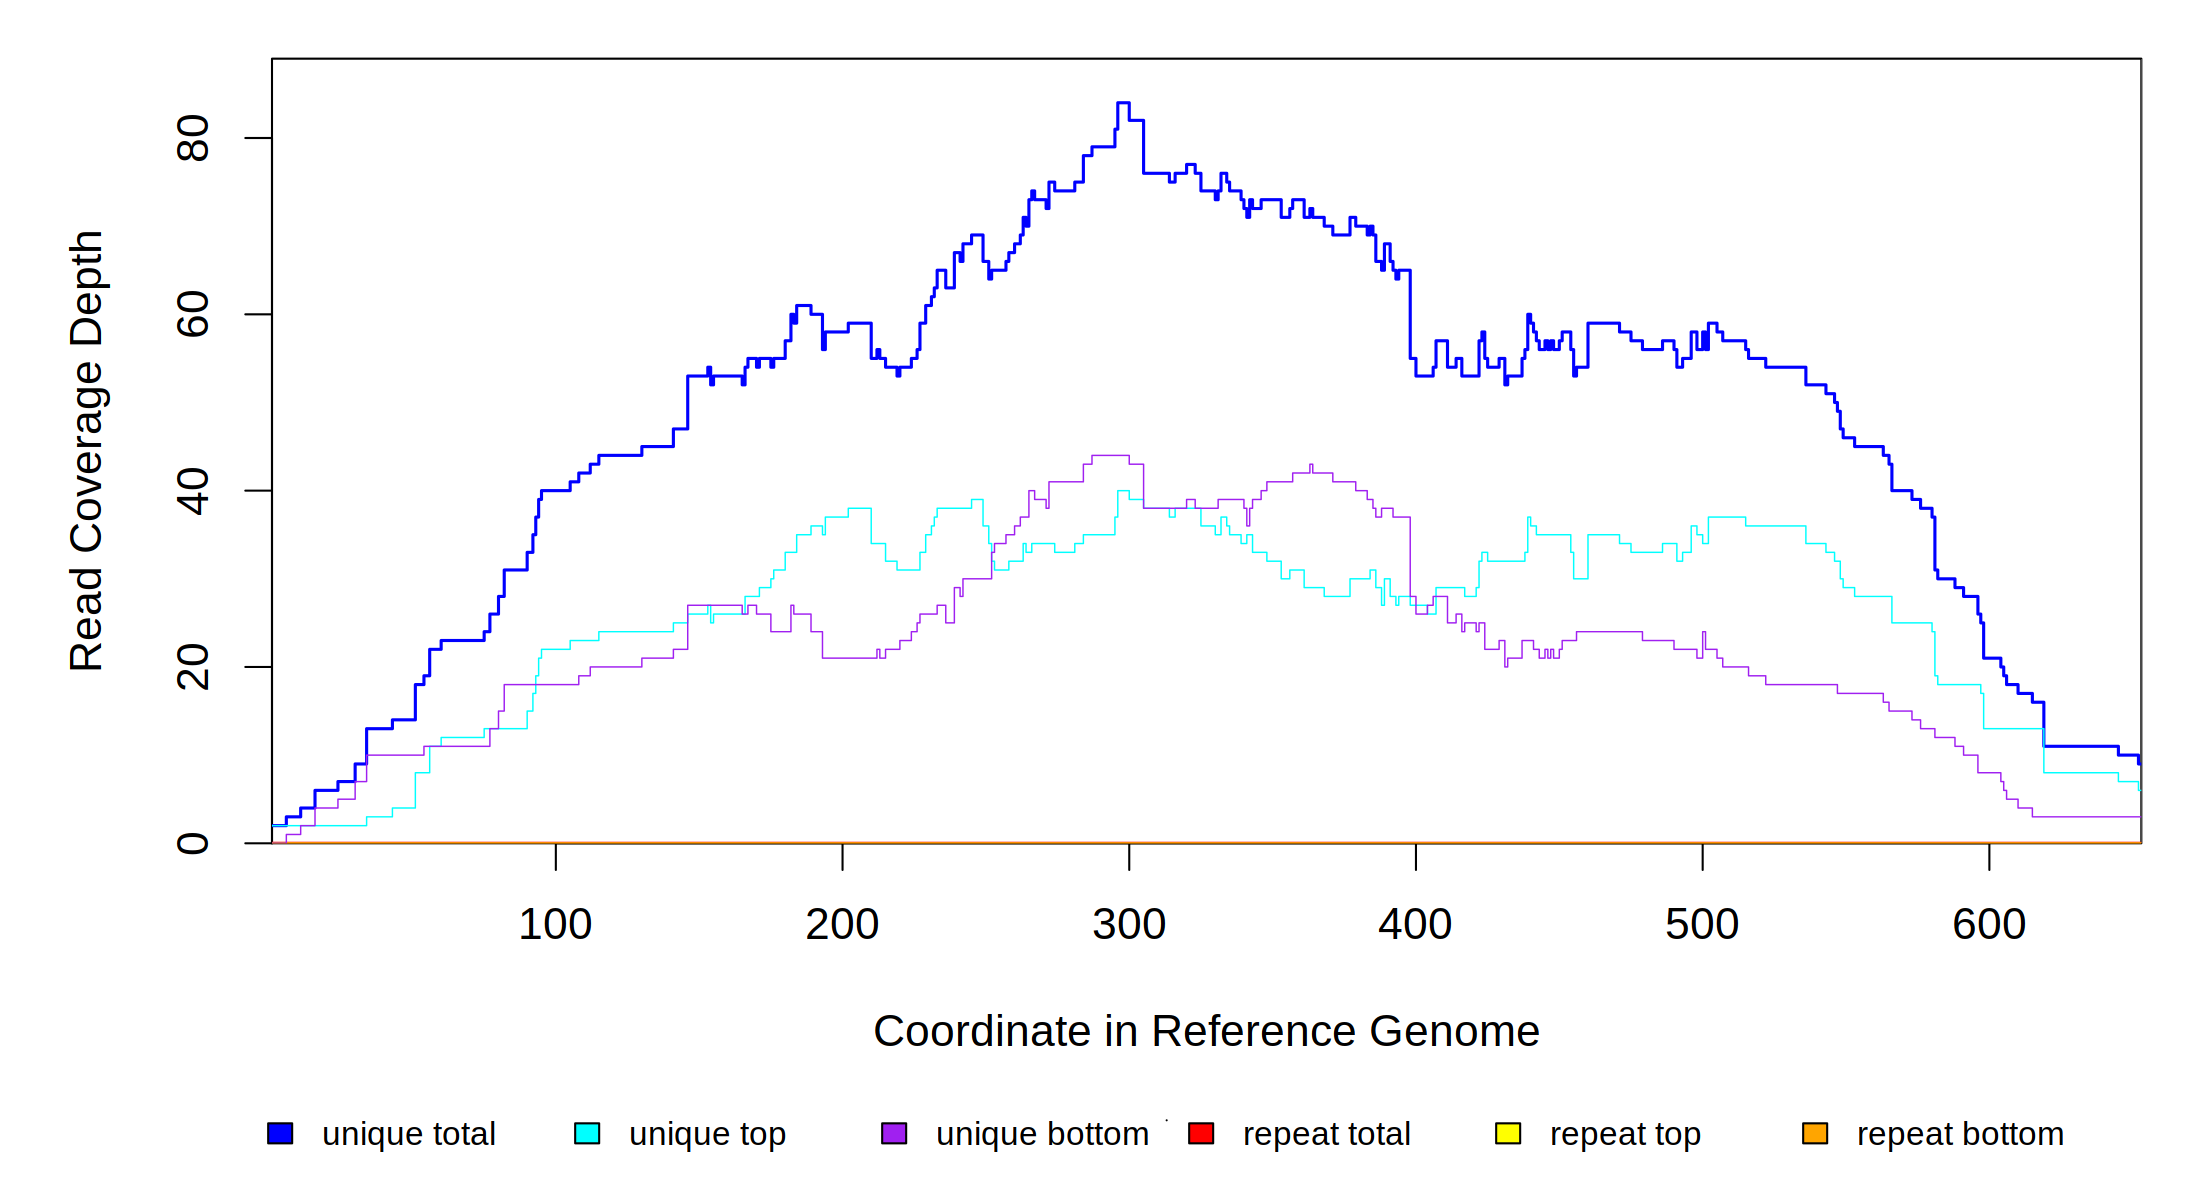 80
60
40
20
0
Read Coverage Depth
100 200 300 400 500 600
Coordinate in Reference Genome
unique total unique top unique bottom repeat total repeat top repeat bottom